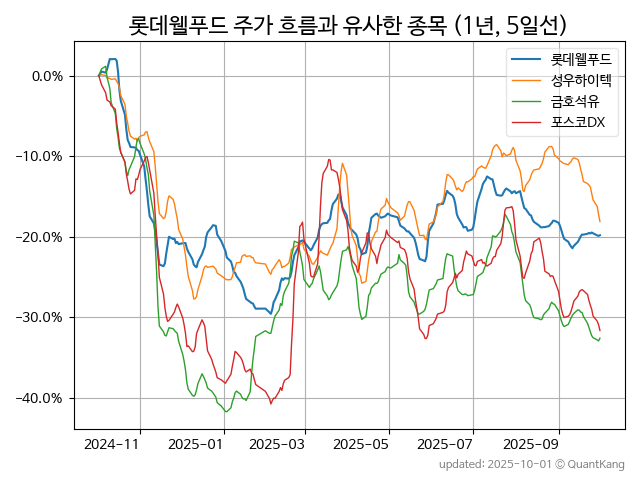 롯데웰푸드 주가 흐름과 유사한 종목 (1년, 5일선)
롯데웰푸드
성우하이텍
금호석유
포스코DX
0.0%
−10.0%
−20.0%
−30.0%
−40.0%
2024-11 2025-01 2025-03 2025-05 2025-07 2025-09
updated: 2025-10-01 © QuantKang